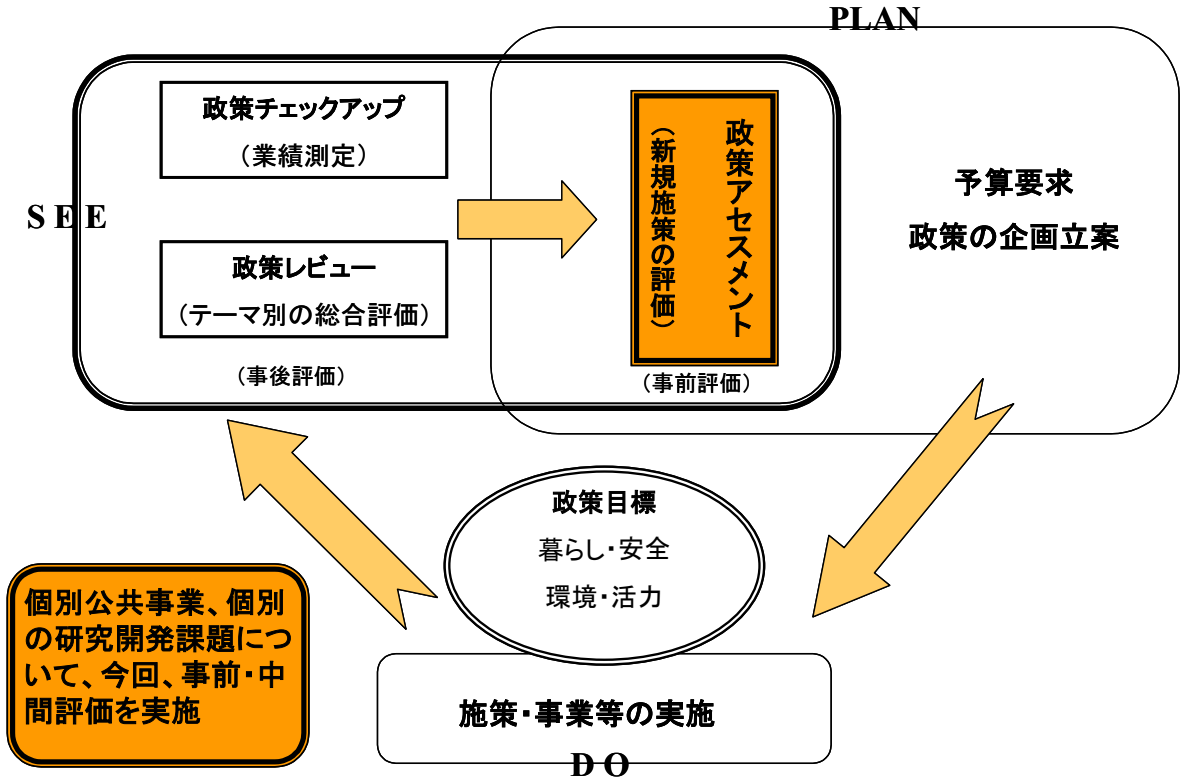 PLAN
政策チェックアップ
（業績測定）
SEE
政策レビュー
（テーマ別の総合評価）
（事後評価）
政策アセスメント
（新規施策の評価）
（事前評価）
予算要求
政策の企画立案
政策目標
暮らし・安全
環境・活力
個別公共事業、個別
の研究開発課題につ
いて、今回、事前・中
間評価を実施
施策・事業等の実施
DO